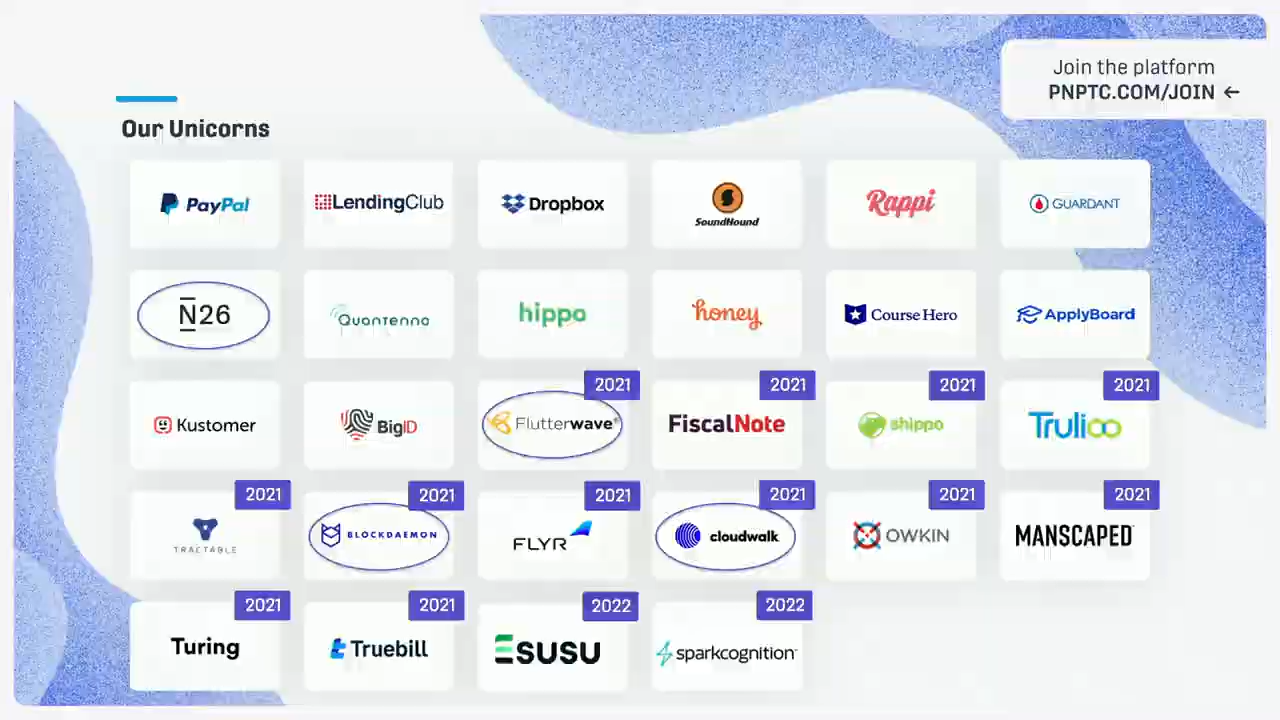 Join the platform
PNPTC.COM/JOIN ←
Our Unicorns
PayPal
LendingClub
Dropbox
SoundHound
Rappi
GUARDANT
N26
Quantenna
hippo
honey
Course Hero
ApplyBoard
Kustomer
BigID
2021
Flutterwave
2021
FiscalNote
2021
shippo
2021
Trulioo
2021
TRACTABLE
2021
BLOCKDAEMON
2021
FLYR
2021
cloudwalk
2021
OWKIN
2021
MANSCAPED
2021
Turing
2021
Truebill
2022
ESUSU
2022
sparkcognition